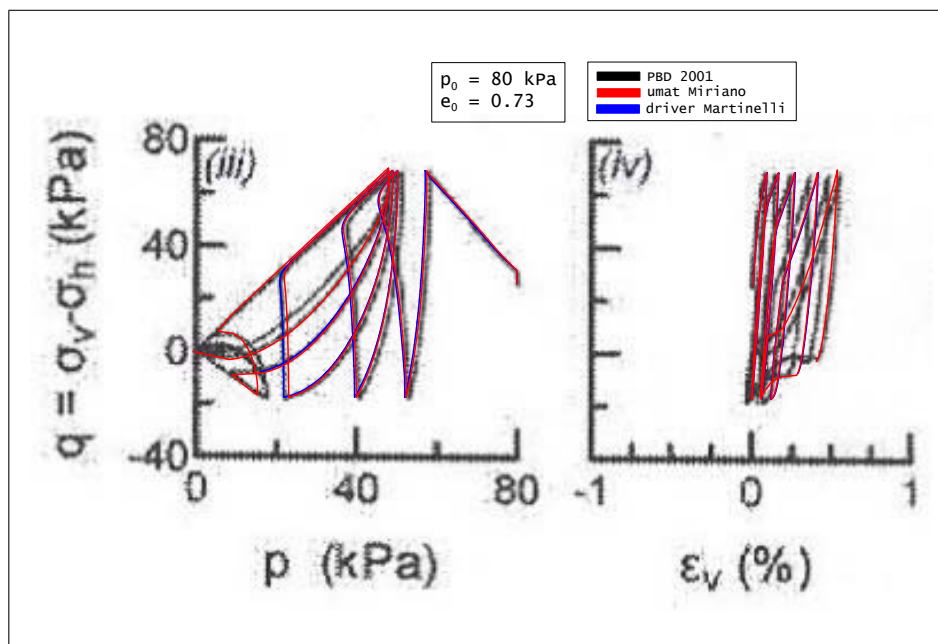 p₀ = 80 kPa
e₀ = 0.73
PBD 2001
umat Miriano
driver Martinelli
80
(iii)
40
0
-40
q = σᵥ-σₕ (kPa)
0
40
80
p (kPa)
(iv)
-1
0
1
εᵥ (%)